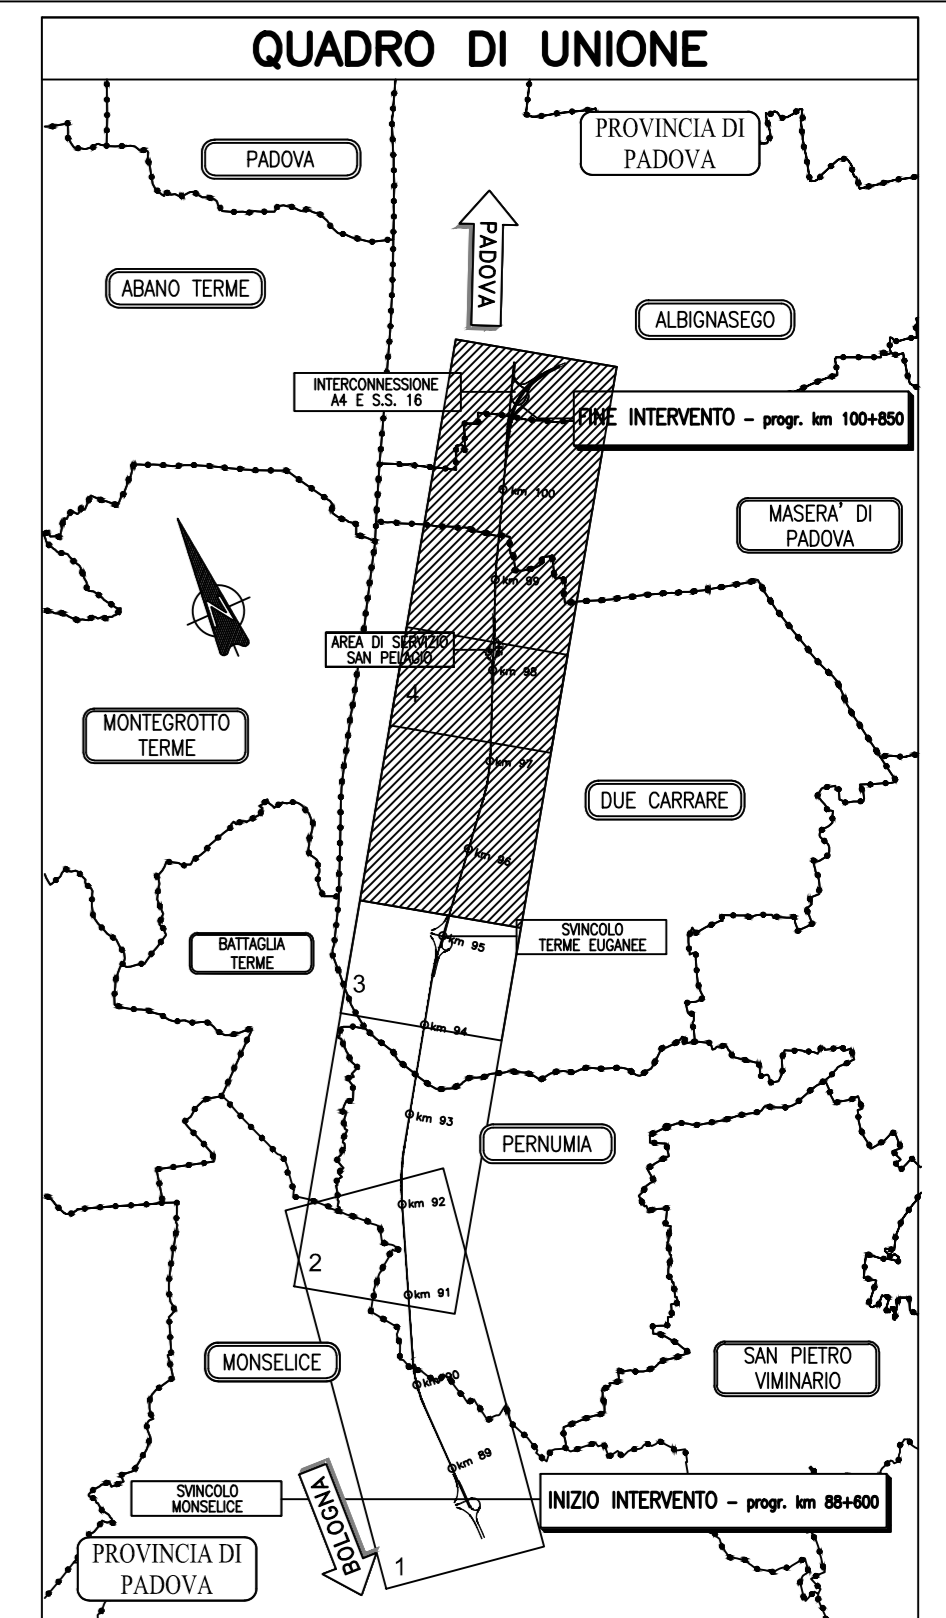 QUADRO DI UNIONE
PROVINCIA DI
PADOVA
PADOVA
PADOVA
ABANO TERME
ALBIGNASEGO
INTERCONNESSIONE
A4 E S.S. 16
FINE INTERVENTO - progr. km 100+850
km 100
MASERA' DI
PADOVA
km 99
N
AREA DI SERVIZIO
SAN PELAGIO
km 98
4
MONTEGROTTO
TERME
km 97
DUE CARRARE
km 96
SVINCOLO
TERME EUGANEE
km 95
BATTAGLIA
TERME
3
km 94
km 93
PERNUMIA
km 92
2
km 91
MONSELICE
SAN PIETRO
VIMINARIO
km 90
km 89
SVINCOLO
MONSELICE
INIZIO INTERVENTO - progr. km 88+600
BOLOGNA
PROVINCIA DI
PADOVA
1